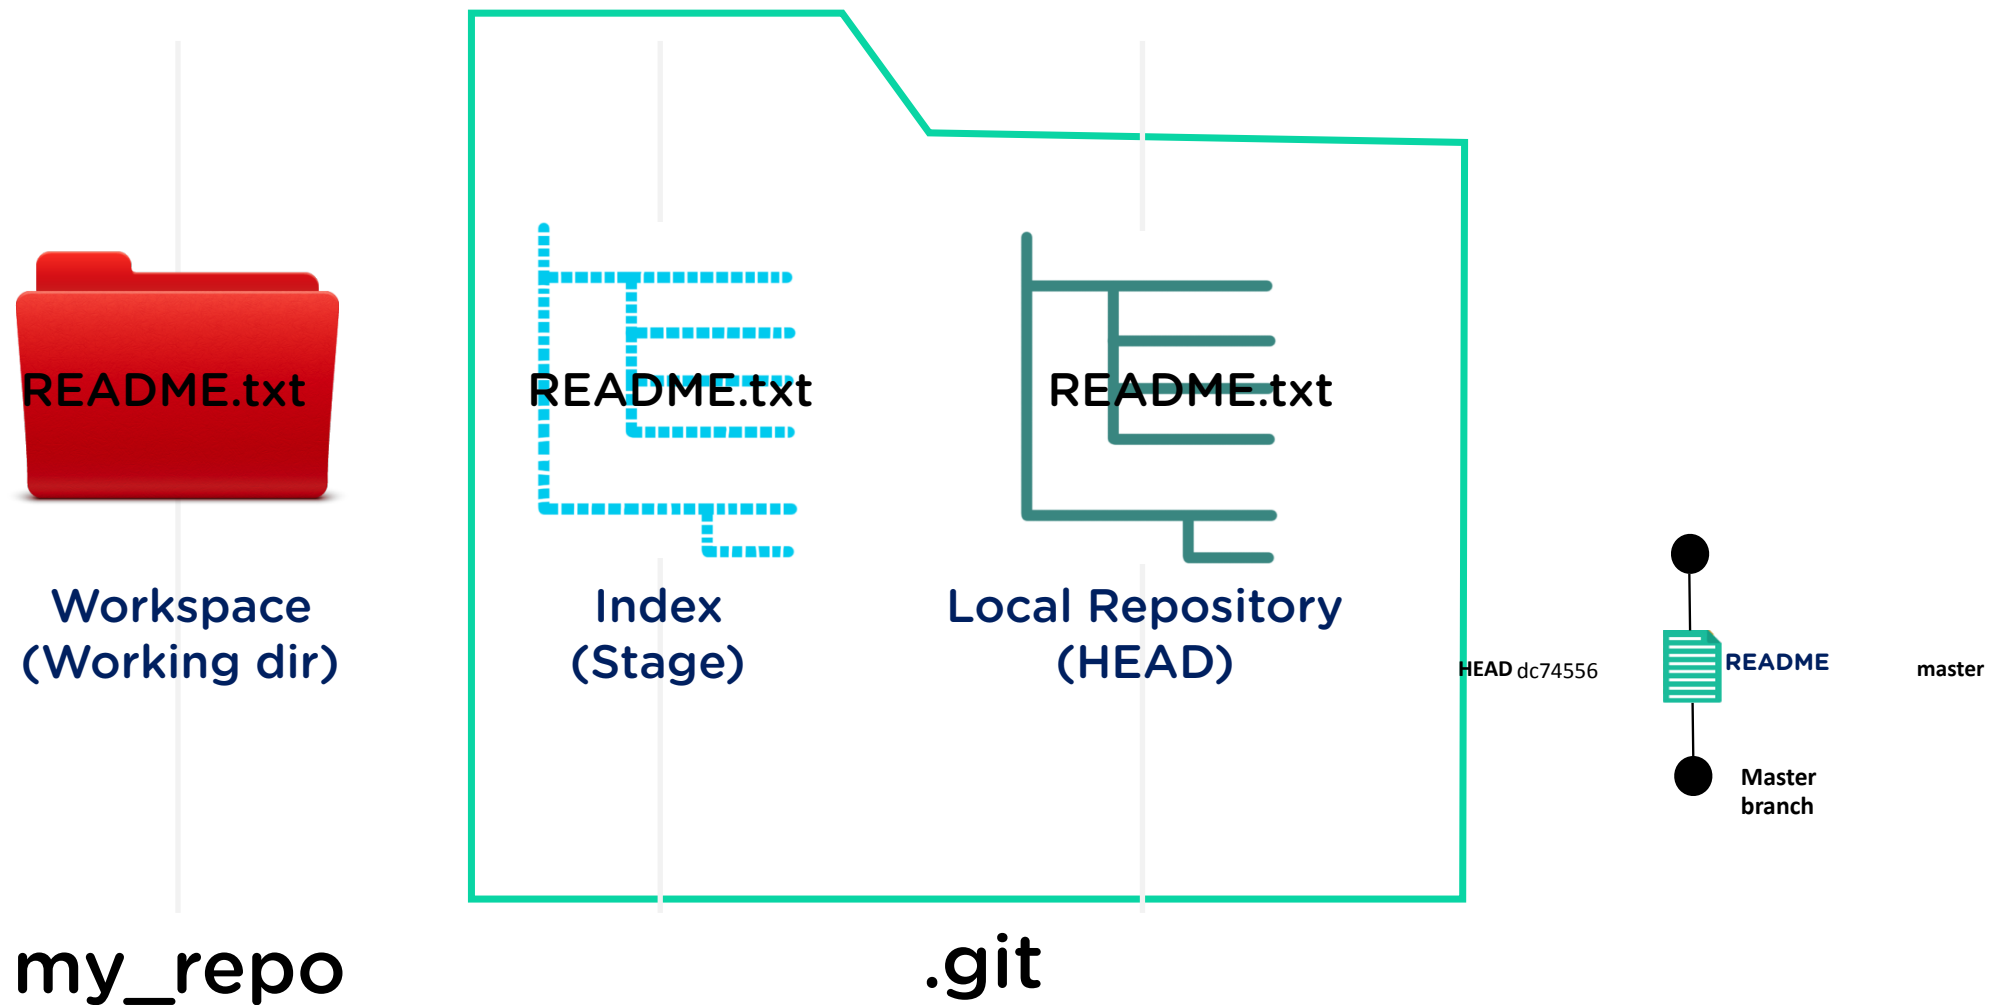 README.txt
README.txt
README.txt
Workspace
(Working dir)
Index
(Stage)
Local Repository
(HEAD)
HEAD dc74556
README
master
Master
branch
my_repo
.git